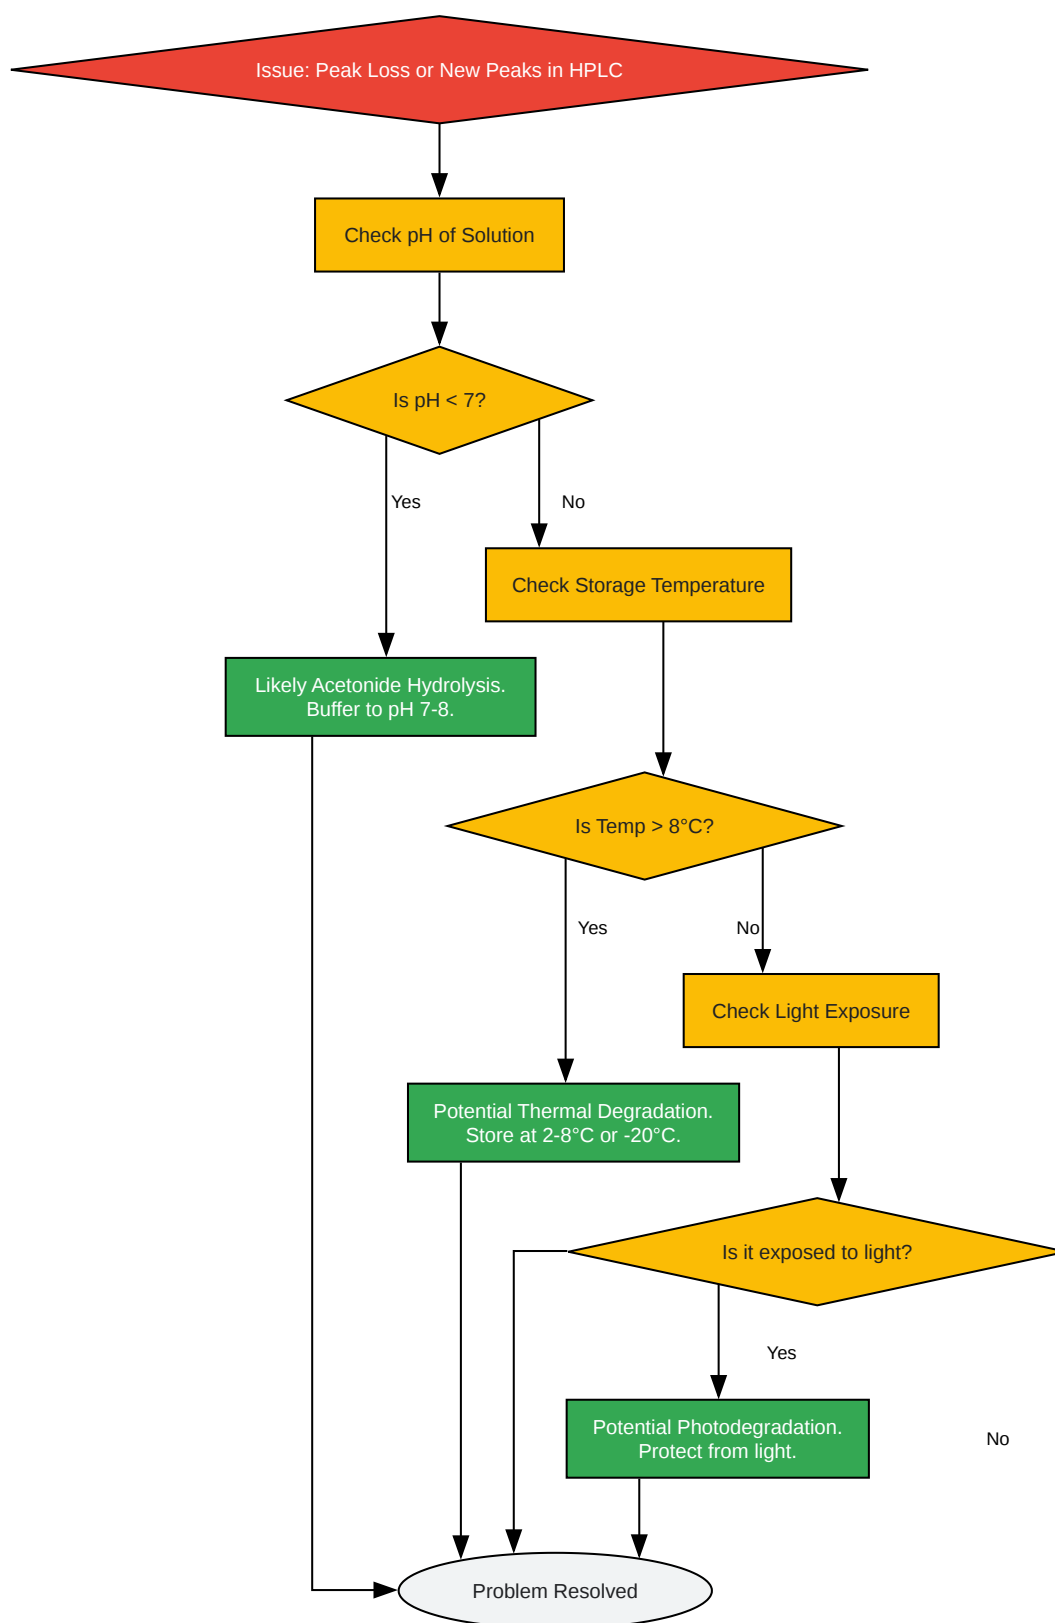 Issue: Peak Loss or New Peaks in HPLC
Check pH of Solution
Is pH < 7?
Yes
No
Check Storage Temperature
Likely Acetonide Hydrolysis.
Buffer to pH 7-8.
Is Temp > 8°C?
Yes
No
Check Light Exposure
Potential Thermal Degradation.
Store at 2-8°C or -20°C.
Is it exposed to light?
Yes
Potential Photodegradation.
Protect from light.
No
Problem Resolved